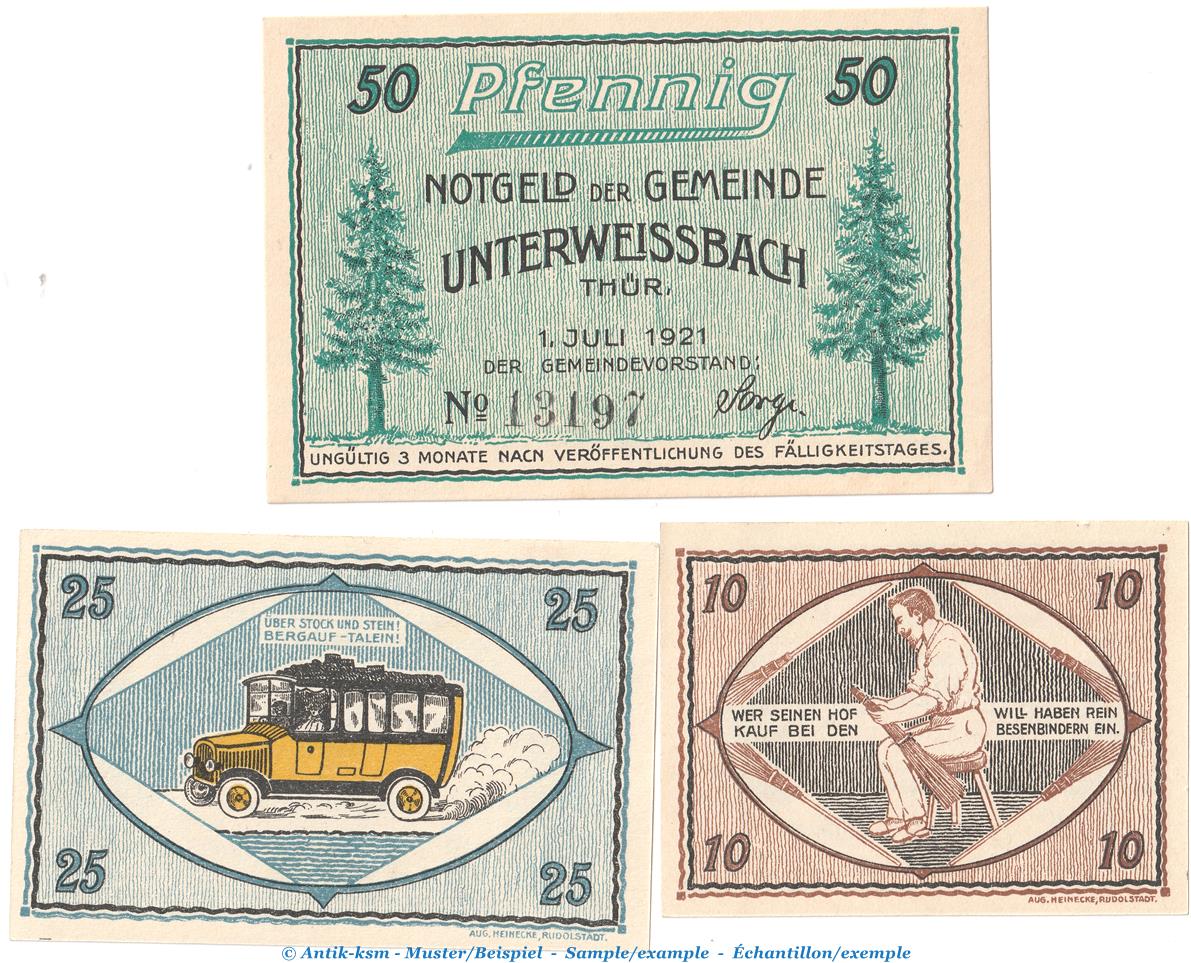 50 Pfennig 50
NOTGELD DER GEMEINDE
UNTERWEISSBACH
THÜR.
1. JULI 1921
DER GEMEINDEVORSTAND:
No 13197 Sorge.
UNGÜLTIG 3 MONATE NACN VERÖFFENTLICHUNG DES FÄLLIGKEITSTAGES.
25 25
ÜBER STOCK UND STEIN!
BERGAUF-TALEIN!
25 25
AUG. HEINECKE, RUDOLSTADT.
10 10
WER SEINEN HOF WILL HABEN REIN
KAUF BEI DEN BESENBINDERN EIN.
10 10
AUG. HEINECKE, RUDOLSTADT.
© Antik-ksm - Muster/Beispiel - Sample/example - Échantillon/exemple